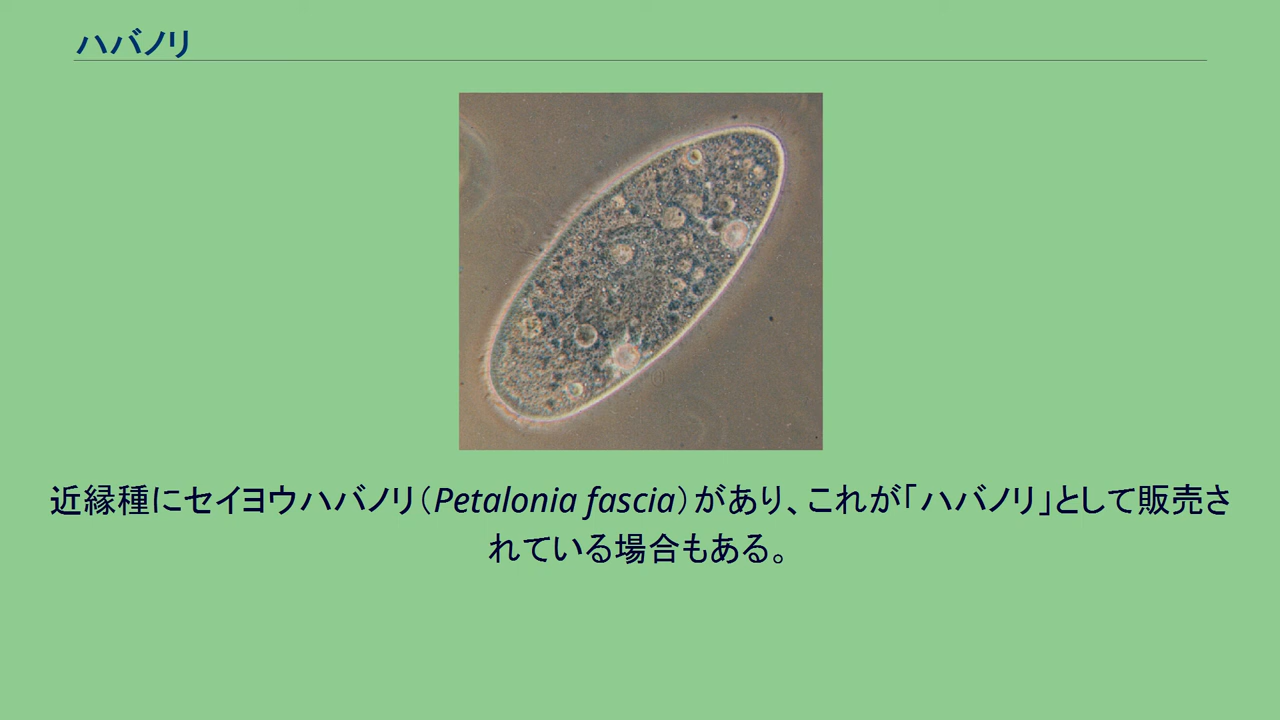 ハバノリ
近縁種にセイヨウハバノリ（Petalonia fascia）があり、これが「ハバノリ」として販売さ
れている場合もある。